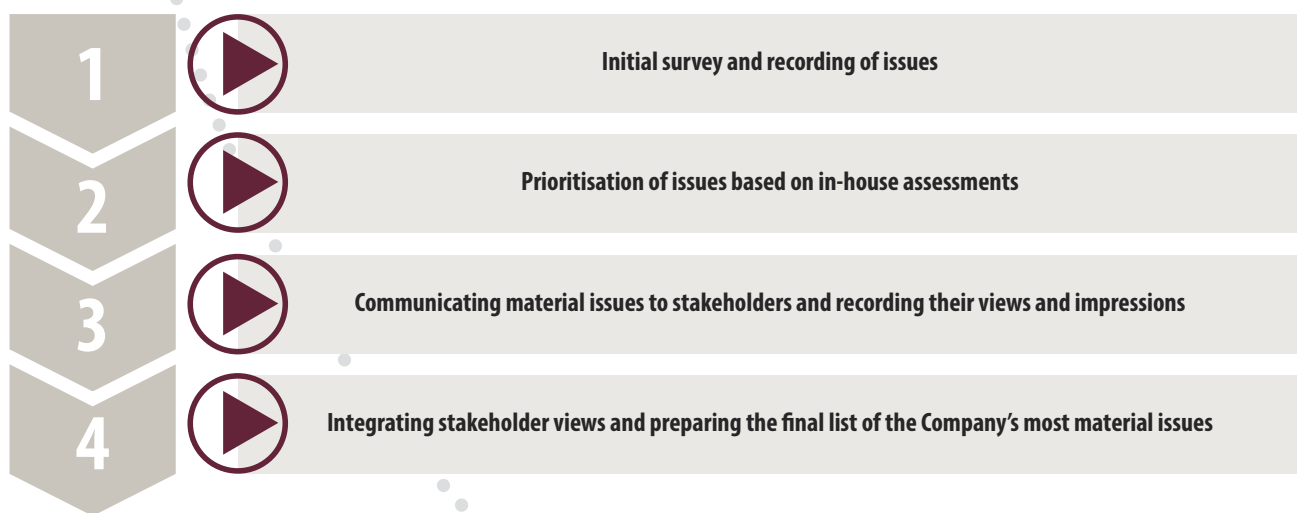 1
Initial survey and recording of issues
2
Prioritisation of issues based on in-house assessments
3
Communicating material issues to stakeholders and recording their views and impressions
4
Integrating stakeholder views and preparing the final list of the Company’s most material issues